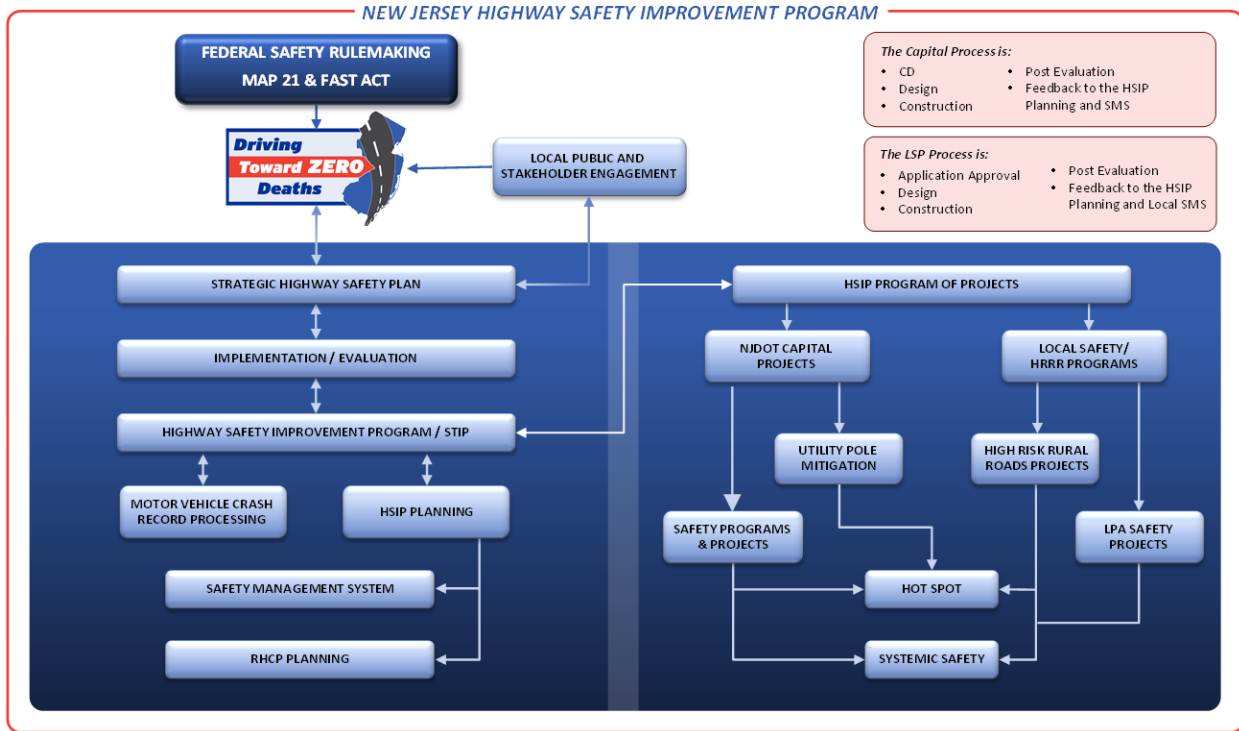 NEW JERSEY HIGHWAY SAFETY IMPROVEMENT PROGRAM
FEDERAL SAFETY RULEMAKING
MAP 21 & FAST ACT
Driving
Toward ZERO
Deaths
LOCAL PUBLIC AND
STAKEHOLDER ENGAGEMENT
The Capital Process is:
• CD
• Design
• Construction
• Post Evaluation
• Feedback to the HSIP
Planning and SMS
The LSP Process is:
• Application Approval
• Design
• Construction
• Post Evaluation
• Feedback to the HSIP
Planning and Local SMS
STRATEGIC HIGHWAY SAFETY PLAN
IMPLEMENTATION / EVALUATION
HIGHWAY SAFETY IMPROVEMENT PROGRAM / STIP
MOTOR VEHICLE CRASH
RECORD PROCESSING
HSIP PLANNING
SAFETY MANAGEMENT SYSTEM
RHCP PLANNING
HSIP PROGRAM OF PROJECTS
NJDOT CAPITAL
PROJECTS
LOCAL SAFETY/
HRRR PROGRAMS
UTILITY POLE
MITIGATION
HIGH RISK RURAL
ROADS PROJECTS
SAFETY PROGRAMS
& PROJECTS
LPA SAFETY
PROJECTS
HOT SPOT
SYSTEMIC SAFETY